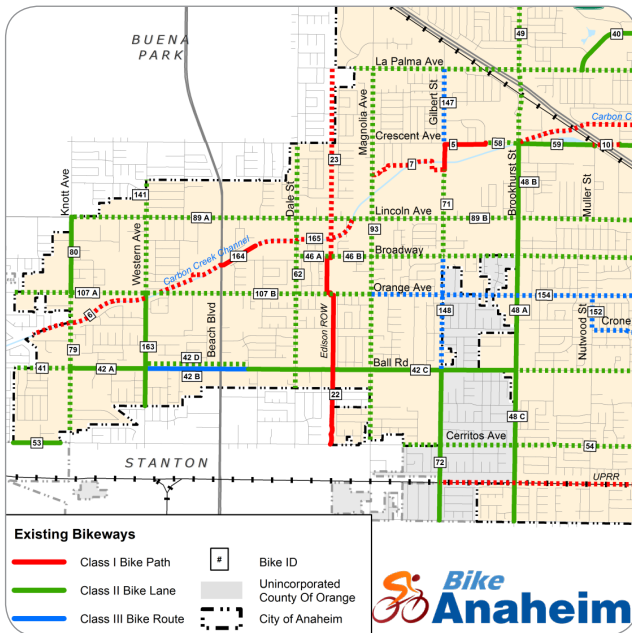 BUENA
PARK
49
40
La Palma Ave
Magnolia Ave
Gilbert St
147
Carbon C
Crescent Ave
5
58
59
10
23
7
Brookhurst St
48 B
Muller St
Knott Ave
141
Dale St
71
Lincoln Ave
89 A
89 B
93
165
Western Ave
80
Carbon Creek Channel
164
46 A
46 B
Broadway
62
107 A
107 B
Orange Ave
154
6
Beach Blvd
Edison ROW
148
48 A
152
Nutwood St
Crone
79
163
42 D
Ball Rd
41
42 A
42 B
42 C
22
48 C
53
Cerritos Ave
54
STANTON
72
UPRR
Existing Bikeways
Class I Bike Path
# Bike ID
Class II Bike Lane
Unincorporated
County Of Orange
Class III Bike Route
City of Anaheim
Bike
Anaheim